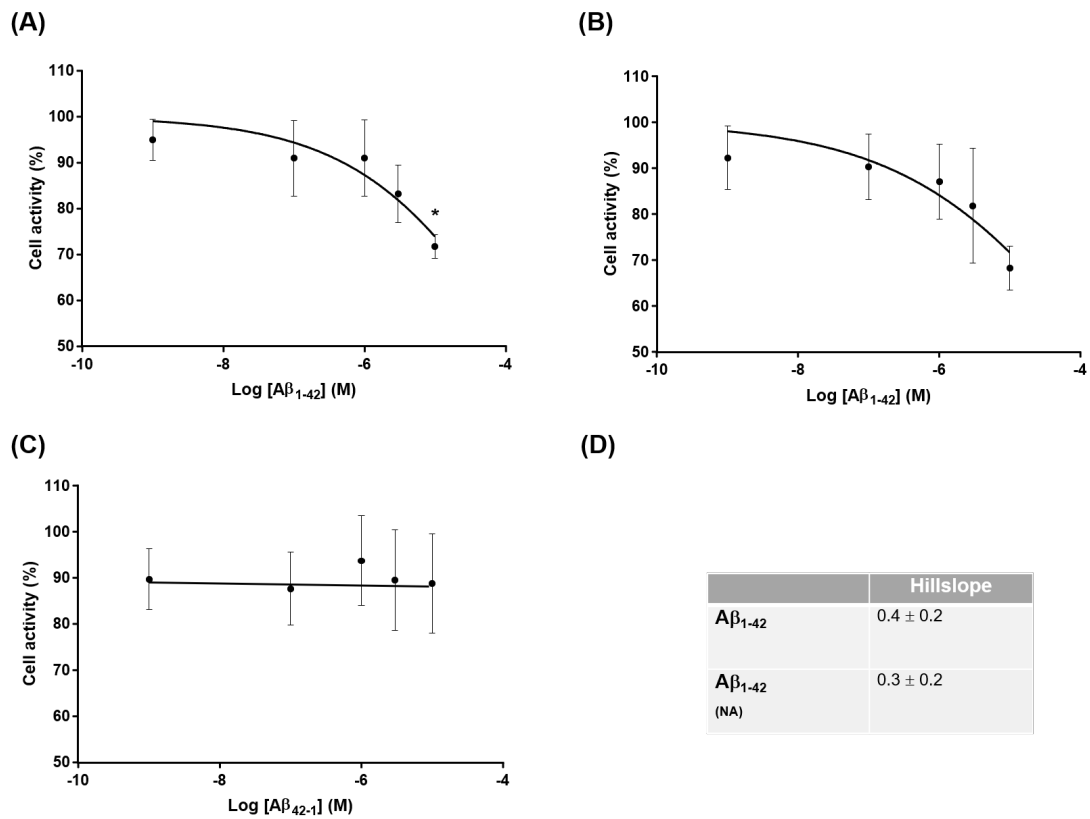 (A)
110
100
90
80
70
60
50
-10
-8
-6
-4
Cell activity (%)
*
Log [Aβ1-42] (M)
(B)
110
100
90
80
70
60
50
-10
-8
-6
-4
Cell activity (%)
Log [Aβ1-42] (M)
(C)
110
100
90
80
70
60
50
-10
-8
-6
-4
Cell activity (%)
Log [Aβ42-1] (M)
(D)
Hillslope
Aβ1-42 0.4 ± 0.2
Aβ1-42 0.3 ± 0.2
(NA)